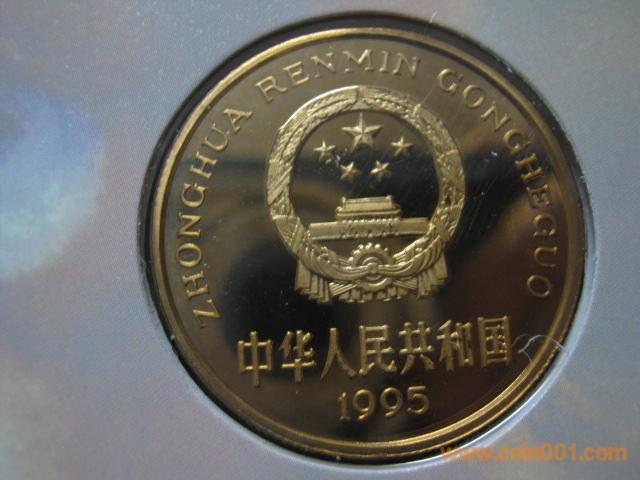 ZHONGHUA RENMIN GONGHEGUO
中华人民共和国
1995
www.coin001.com